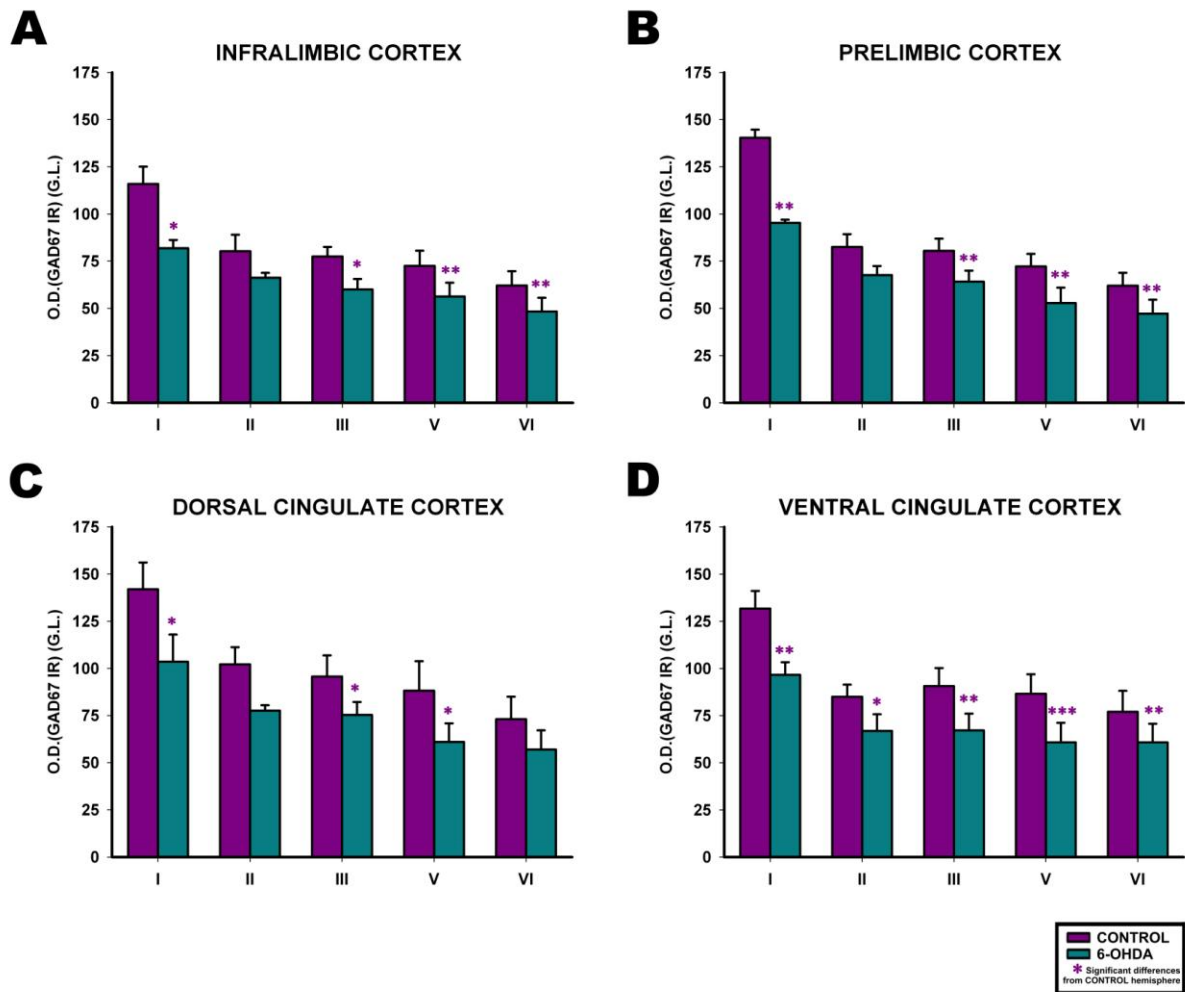 A
INFRALIMBIC CORTEX
O.D.(GAD67 IR) (G.L.)
175
150
125
100
75
50
25
0
*
*
**
**
I II III V VI
B
PRELIMBIC CORTEX
O.D.(GAD67 IR) (G.L.)
175
150
125
100
75
50
25
0
**
**
**
**
I II III V VI
C
DORSAL CINGULATE CORTEX
O.D.(GAD67 IR) (G.L.)
175
150
125
100
75
50
25
0
*
*
*
I II III V VI
D
VENTRAL CINGULATE CORTEX
O.D.(GAD67 IR) (G.L.)
175
150
125
100
75
50
25
0
**
*
**
***
**
I II III V VI
CONTROL
6-OHDA
* Significant differences
from CONTROL hemisphere